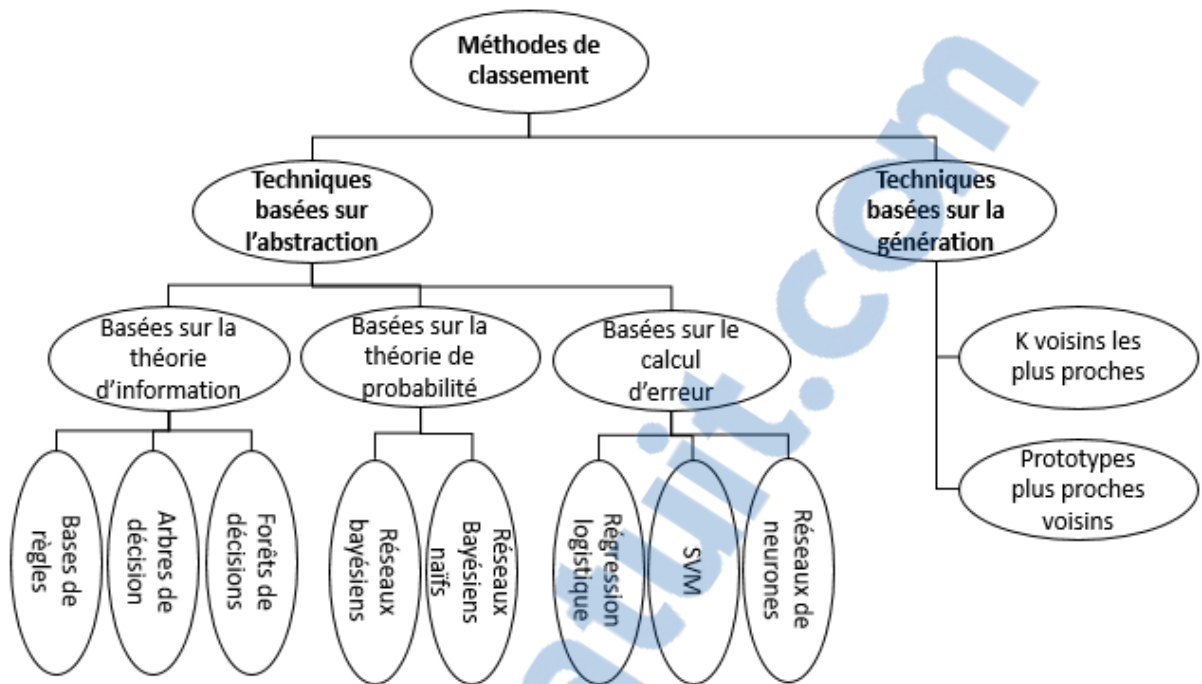 Méthodes de
classement
Techniques
basées sur
l'abstraction
Techniques
basées sur la
génération
Basées sur la
théorie
d'information
Basées sur la
théorie de
probabilité
Basées sur le
calcul
d'erreur
K voisins les
plus proches
Prototypes
plus proches
voisins
Bases de
règles
Arbres de
décision
Forêts de
décisions
Réseaux
bayésiens
Réseaux
Bayésiens
naïfs
Régression
logistique
SVM
Réseaux de
neurones
atuit.com